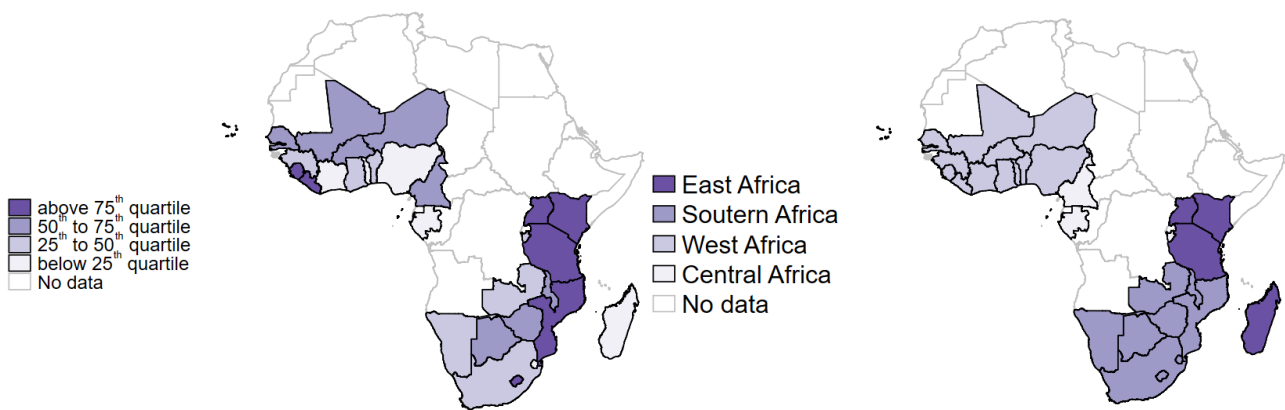 above 75th quartile
50th to 75th quartile
25th to 50th quartile
below 25th quartile
No data
East Africa
Soutern Africa
West Africa
Central Africa
No data